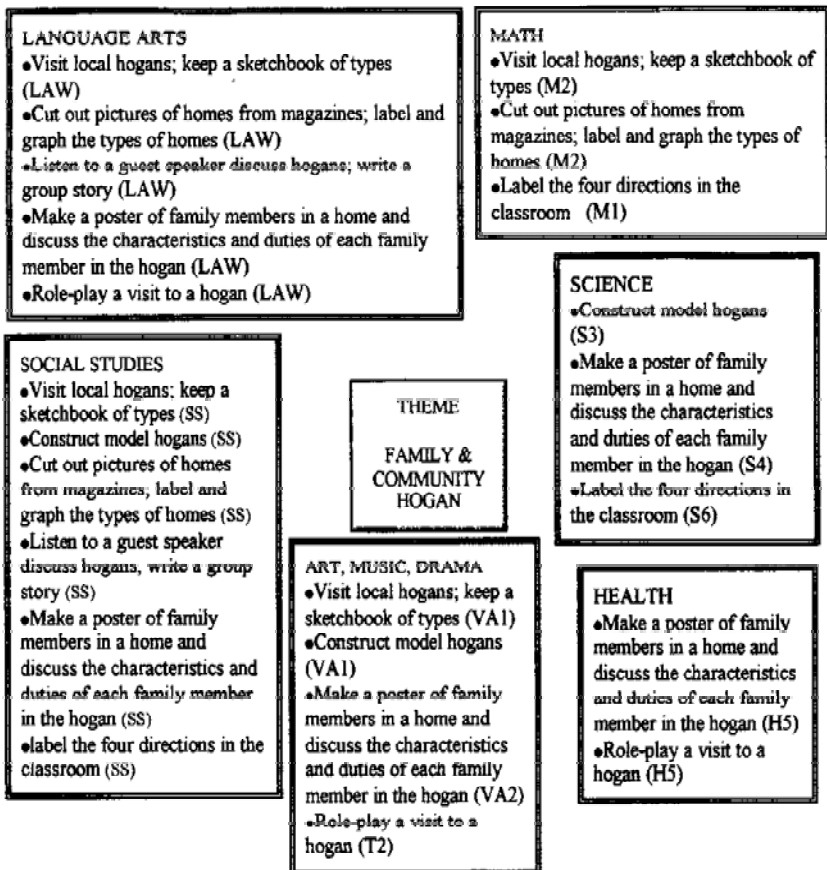 LANGUAGE ARTS
●Visit local hogans; keep a sketchbook of types
(LAW)
●Cut out pictures of homes from magazines; label and
graph the types of homes (LAW)
●Listen to a guest speaker discuss hogans; write a
group story (LAW)
●Make a poster of family members in a home and
discuss the characteristics and duties of each family
member in the hogan (LAW)
●Role-play a visit to a hogan (LAW)
MATH
●Visit local hogans; keep a sketchbook of
types (M2)
●Cut out pictures of homes from
magazines; label and graph the types of
homes (M2)
●Label the four directions in the
classroom (M1)
SCIENCE
●Construct model hogans
(S3)
●Make a poster of family
members in a home and
discuss the characteristics
and duties of each family
member in the hogan (S4)
●Label the four directions in
the classroom (S6)
SOCIAL STUDIES
●Visit local hogans; keep a
sketchbook of types (SS)
●Construct model hogans (SS)
●Cut out pictures of homes
from magazines; label and
graph the types of homes (SS)
●Listen to a guest speaker
discuss hogans, write a group
story (SS)
●Make a poster of family
members in a home and
discuss the characteristics and
duties of each family member
in the hogan (SS)
●label the four directions in the
classroom (SS)
THEME
FAMILY &
COMMUNITY
HOGAN
ART, MUSIC, DRAMA
●Visit local hogans; keep a
sketchbook of types (VA1)
●Construct model hogans
(VA1)
●Make a poster of family
members in a home and
discuss the characteristics
and duties of each family
member in the hogan (VA2)
●Role-play a visit to a
hogan (T2)
HEALTH
●Make a poster of family
members in a home and
discuss the characteristics
and duties of each family
member in the hogan (H5)
●Role-play a visit to a
hogan (H5)